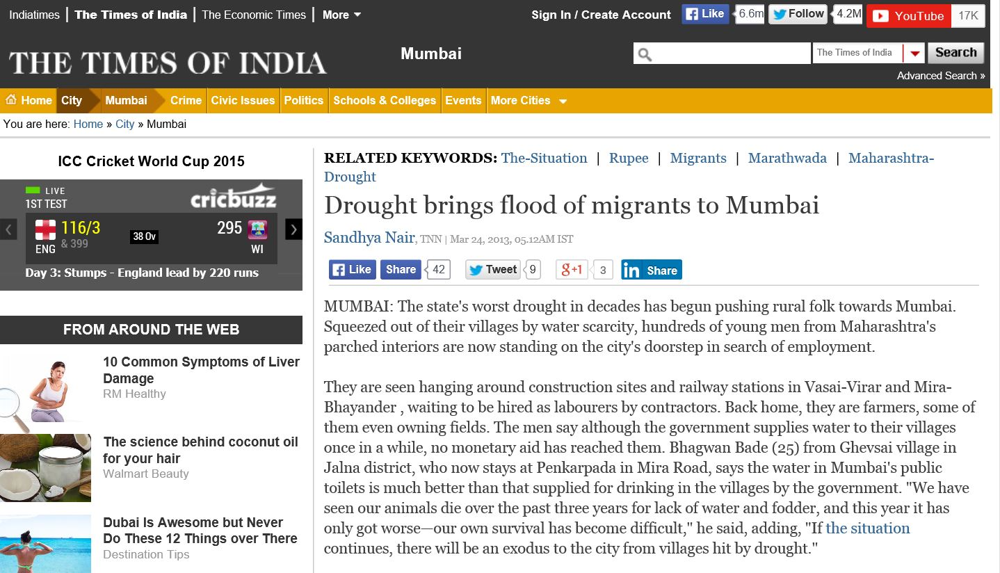 Indiatimes | The Times of India | The Economic Times | More
Sign In / Create Account
Like 6.6m Follow 4.2M YouTube 17K
THE TIMES OF INDIA
Mumbai
The Times of India Search
Advanced Search »
Home City Mumbai Crime Civic Issues Politics Schools & Colleges Events More Cities
You are here: Home » City » Mumbai
ICC Cricket World Cup 2015
LIVE
1ST TEST
cricbuzz
116/3
& 399
ENG
38 Ov
295
WI
Day 3: Stumps - England lead by 220 runs
FROM AROUND THE WEB
10 Common Symptoms of Liver
Damage
RM Healthy
The science behind coconut oil
for your hair
Walmart Beauty
Dubai Is Awesome but Never
Do These 12 Things over There
Destination Tips
RELATED KEYWORDS: The-Situation | Rupee | Migrants | Marathwada | Maharashtra-
Drought
Drought brings flood of migrants to Mumbai
Sandhya Nair, TNN | Mar 24, 2013, 05.12AM IST
Like Share 42 Tweet 9 g+1 3 in Share
MUMBAI: The state's worst drought in decades has begun pushing rural folk towards Mumbai.
Squeezed out of their villages by water scarcity, hundreds of young men from Maharashtra's
parched interiors are now standing on the city's doorstep in search of employment.
They are seen hanging around construction sites and railway stations in Vasai-Virar and Mira-
Bhayander , waiting to be hired as labourers by contractors. Back home, they are farmers, some of
them even owning fields. The men say although the government supplies water to their villages
once in a while, no monetary aid has reached them. Bhagwan Bade (25) from Ghevsai village in
Jalna district, who now stays at Penkarpada in Mira Road, says the water in Mumbai's public
toilets is much better than that supplied for drinking in the villages by the government. "We have
seen our animals die over the past three years for lack of water and fodder, and this year it has
only got worse—our own survival has become difficult," he said, adding, "If the situation
continues, there will be an exodus to the city from villages hit by drought."